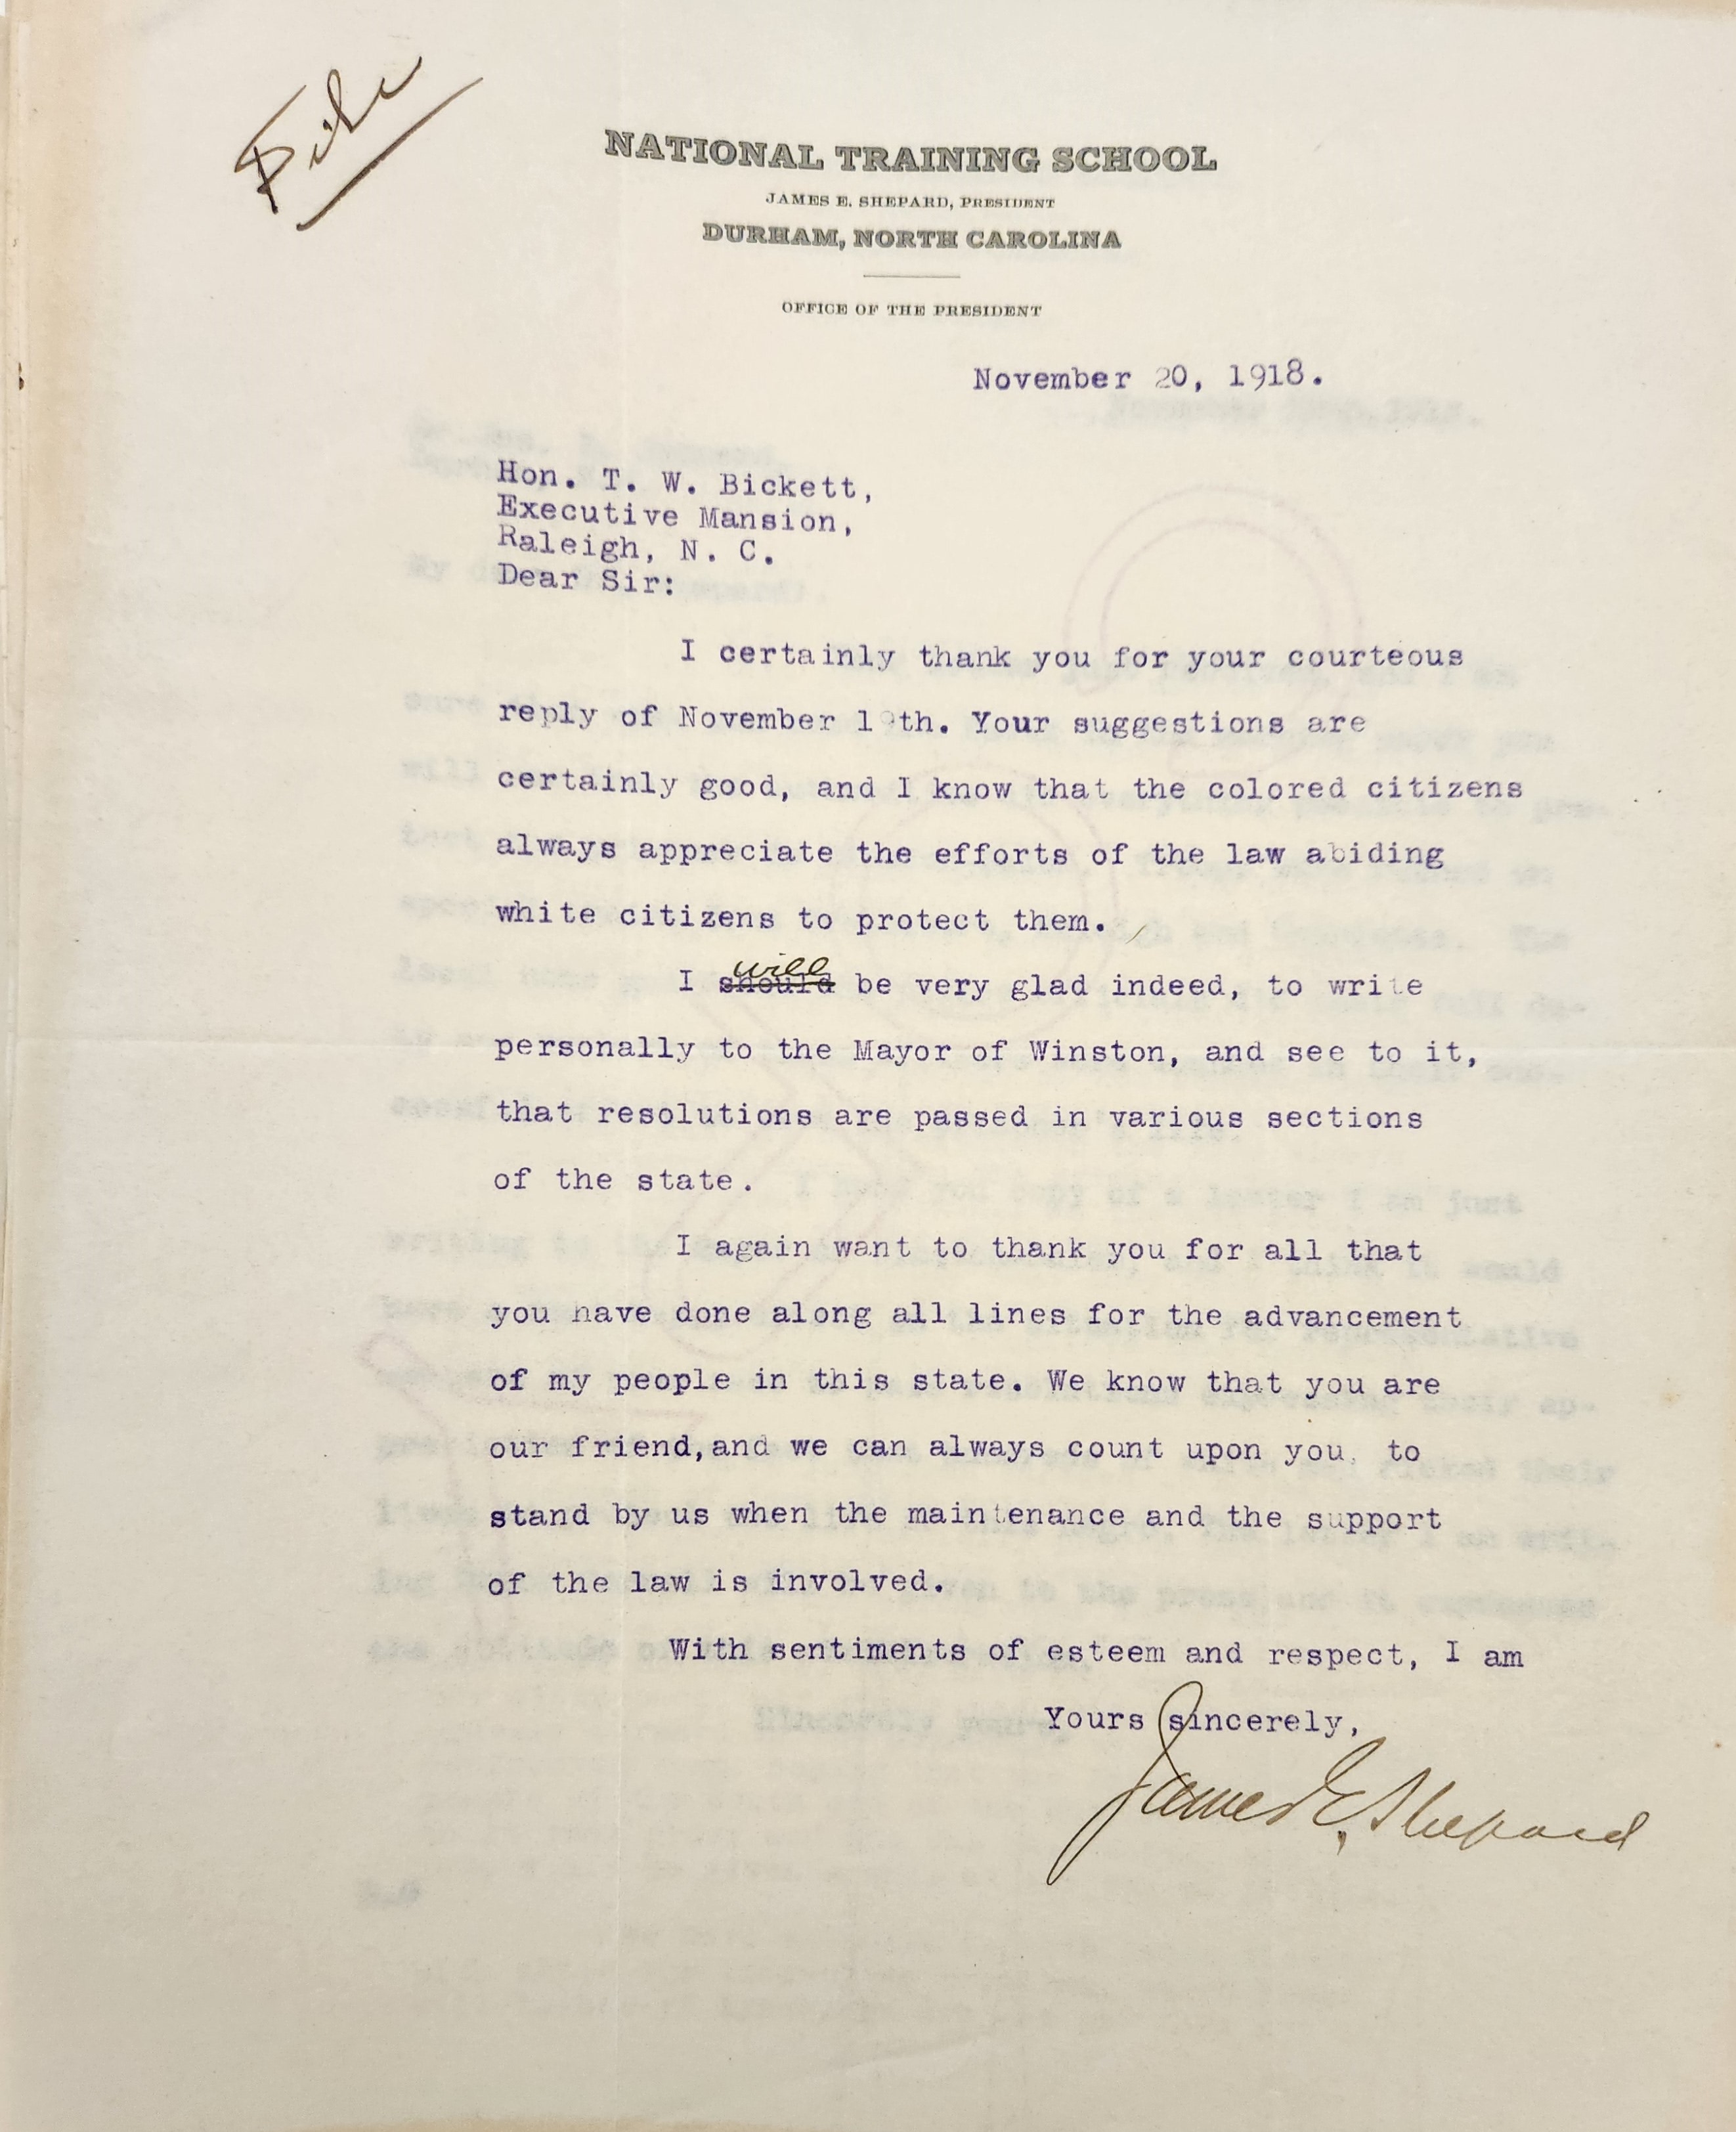 File
NATIONAL TRAINING SCHOOL
JAMES E. SHEPARD, PRESIDENT
DURHAM, NORTH CAROLINA
OFFICE OF THE PRESIDENT
November 20, 1918.
Hon. T. W. Bickett,
Executive Mansion,
Raleigh, N. C.
Dear Sir:
I certainly thank you for your courteous
reply of November 19th. Your suggestions are
certainly good, and I know that the colored citizens
always appreciate the efforts of the law abiding
white citizens to protect them.
will
I should be very glad indeed, to write
personally to the Mayor of Winston, and see to it,
that resolutions are passed in various sections
of the state.
I again want to thank you for all that
you have done along all lines for the advancement
of my people in this state. We know that you are
our friend,and we can always count upon you, to
stand by us when the maintenance and the support
of the law is involved.
With sentiments of esteem and respect, I am
Yours sincerely,
James E. Shepard